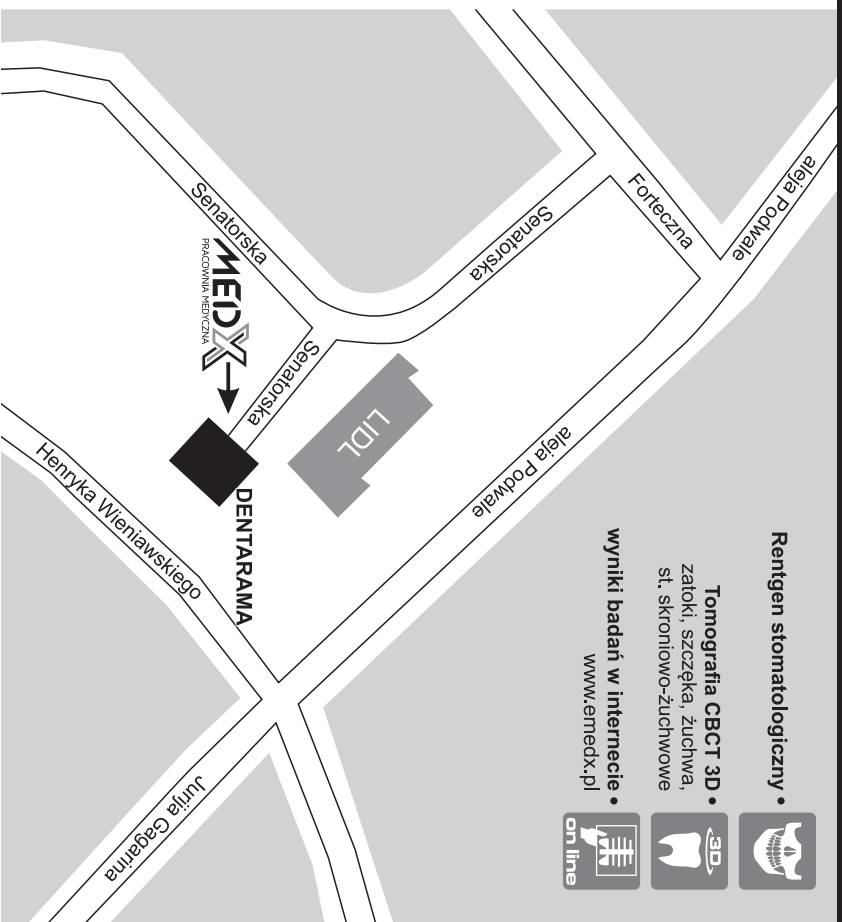 Rentgen stomatologiczny •
Tomografia CBCT 3D •
zatoki, szczęka, żuchwa,
st. skroniowo-żuchwowe
wyniki badań w internecie •
www.emedx.pl
3D
on line
aleja Podwale
Forteczna
Senatorska
aleja Podwale
LIDL
Senatorska
Senatorska
MEDX
PRACOWNIA MEDYCZNA
DENTARAMA
Henryka Wieniawskiego
Jurija Gagarina